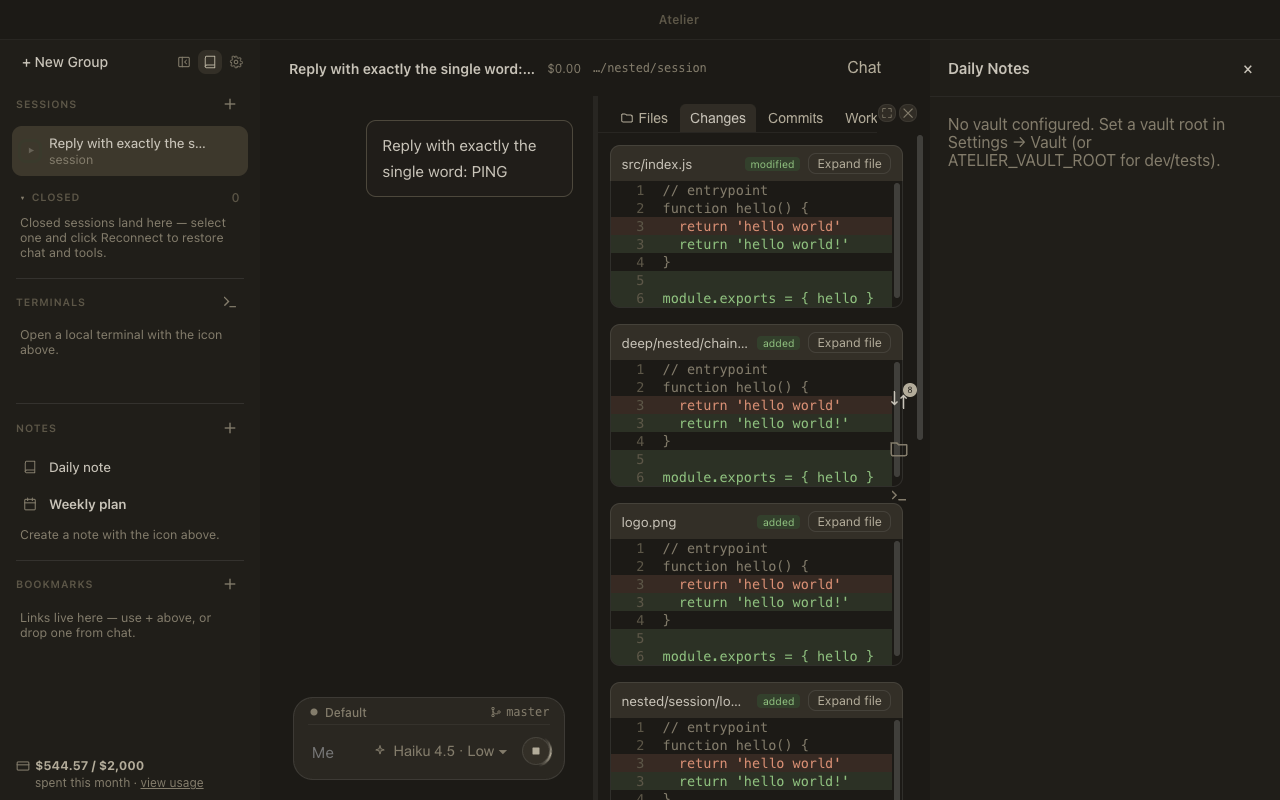 Atelier
+ New Group
SESSIONS
Reply with exactly the s...
session
CLOSED 0
Closed sessions land here — select
one and click Reconnect to restore
chat and tools.
TERMINALS
Open a local terminal with the icon
above.
NOTES
Daily note
Weekly plan
Create a note with the icon above.
BOOKMARKS
Links live here — use + above, or
drop one from chat.
$544.57 / $2,000
spent this month · view usage
Reply with exactly the single word:... $0.00 …/nested/session Chat
Reply with exactly the
single word: PING
Default master
Me Haiku 4.5 · Low
Files Changes Commits Work
src/index.js modified Expand file
1 // entrypoint
2 function hello() {
3 return 'hello world'
3 return 'hello world!'
4 }
5
6 module.exports = { hello }
deep/nested/chain... added Expand file
1 // entrypoint
2 function hello() {
3 return 'hello world'
3 return 'hello world!'
4 }
5
6 module.exports = { hello }
8
logo.png added Expand file
1 // entrypoint
2 function hello() {
3 return 'hello world'
3 return 'hello world!'
4 }
5
6 module.exports = { hello }
nested/session/lo... added Expand file
1 // entrypoint
2 function hello() {
3 return 'hello world'
3 return 'hello world!'
4 }
Daily Notes
No vault configured. Set a vault root in
Settings → Vault (or
ATELIER_VAULT_ROOT for dev/tests).